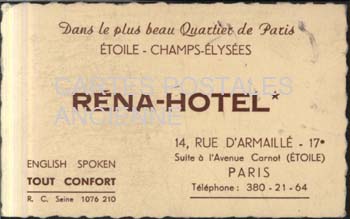 Dans le plus beau Quartier de Paris
ÉTOILE - CHAMPS-ÉLYSÉES
CARTES POSTALES
ANCIENNE
RÉNA-HOTEL*
14, RUE D'ARMAILLÉ - 17e
Suite à l'Avenue Carnot (ÉTOILE)
PARIS
Téléphone: 380-21-64
ENGLISH SPOKEN
TOUT CONFORT
R. C. Seine 1076 210